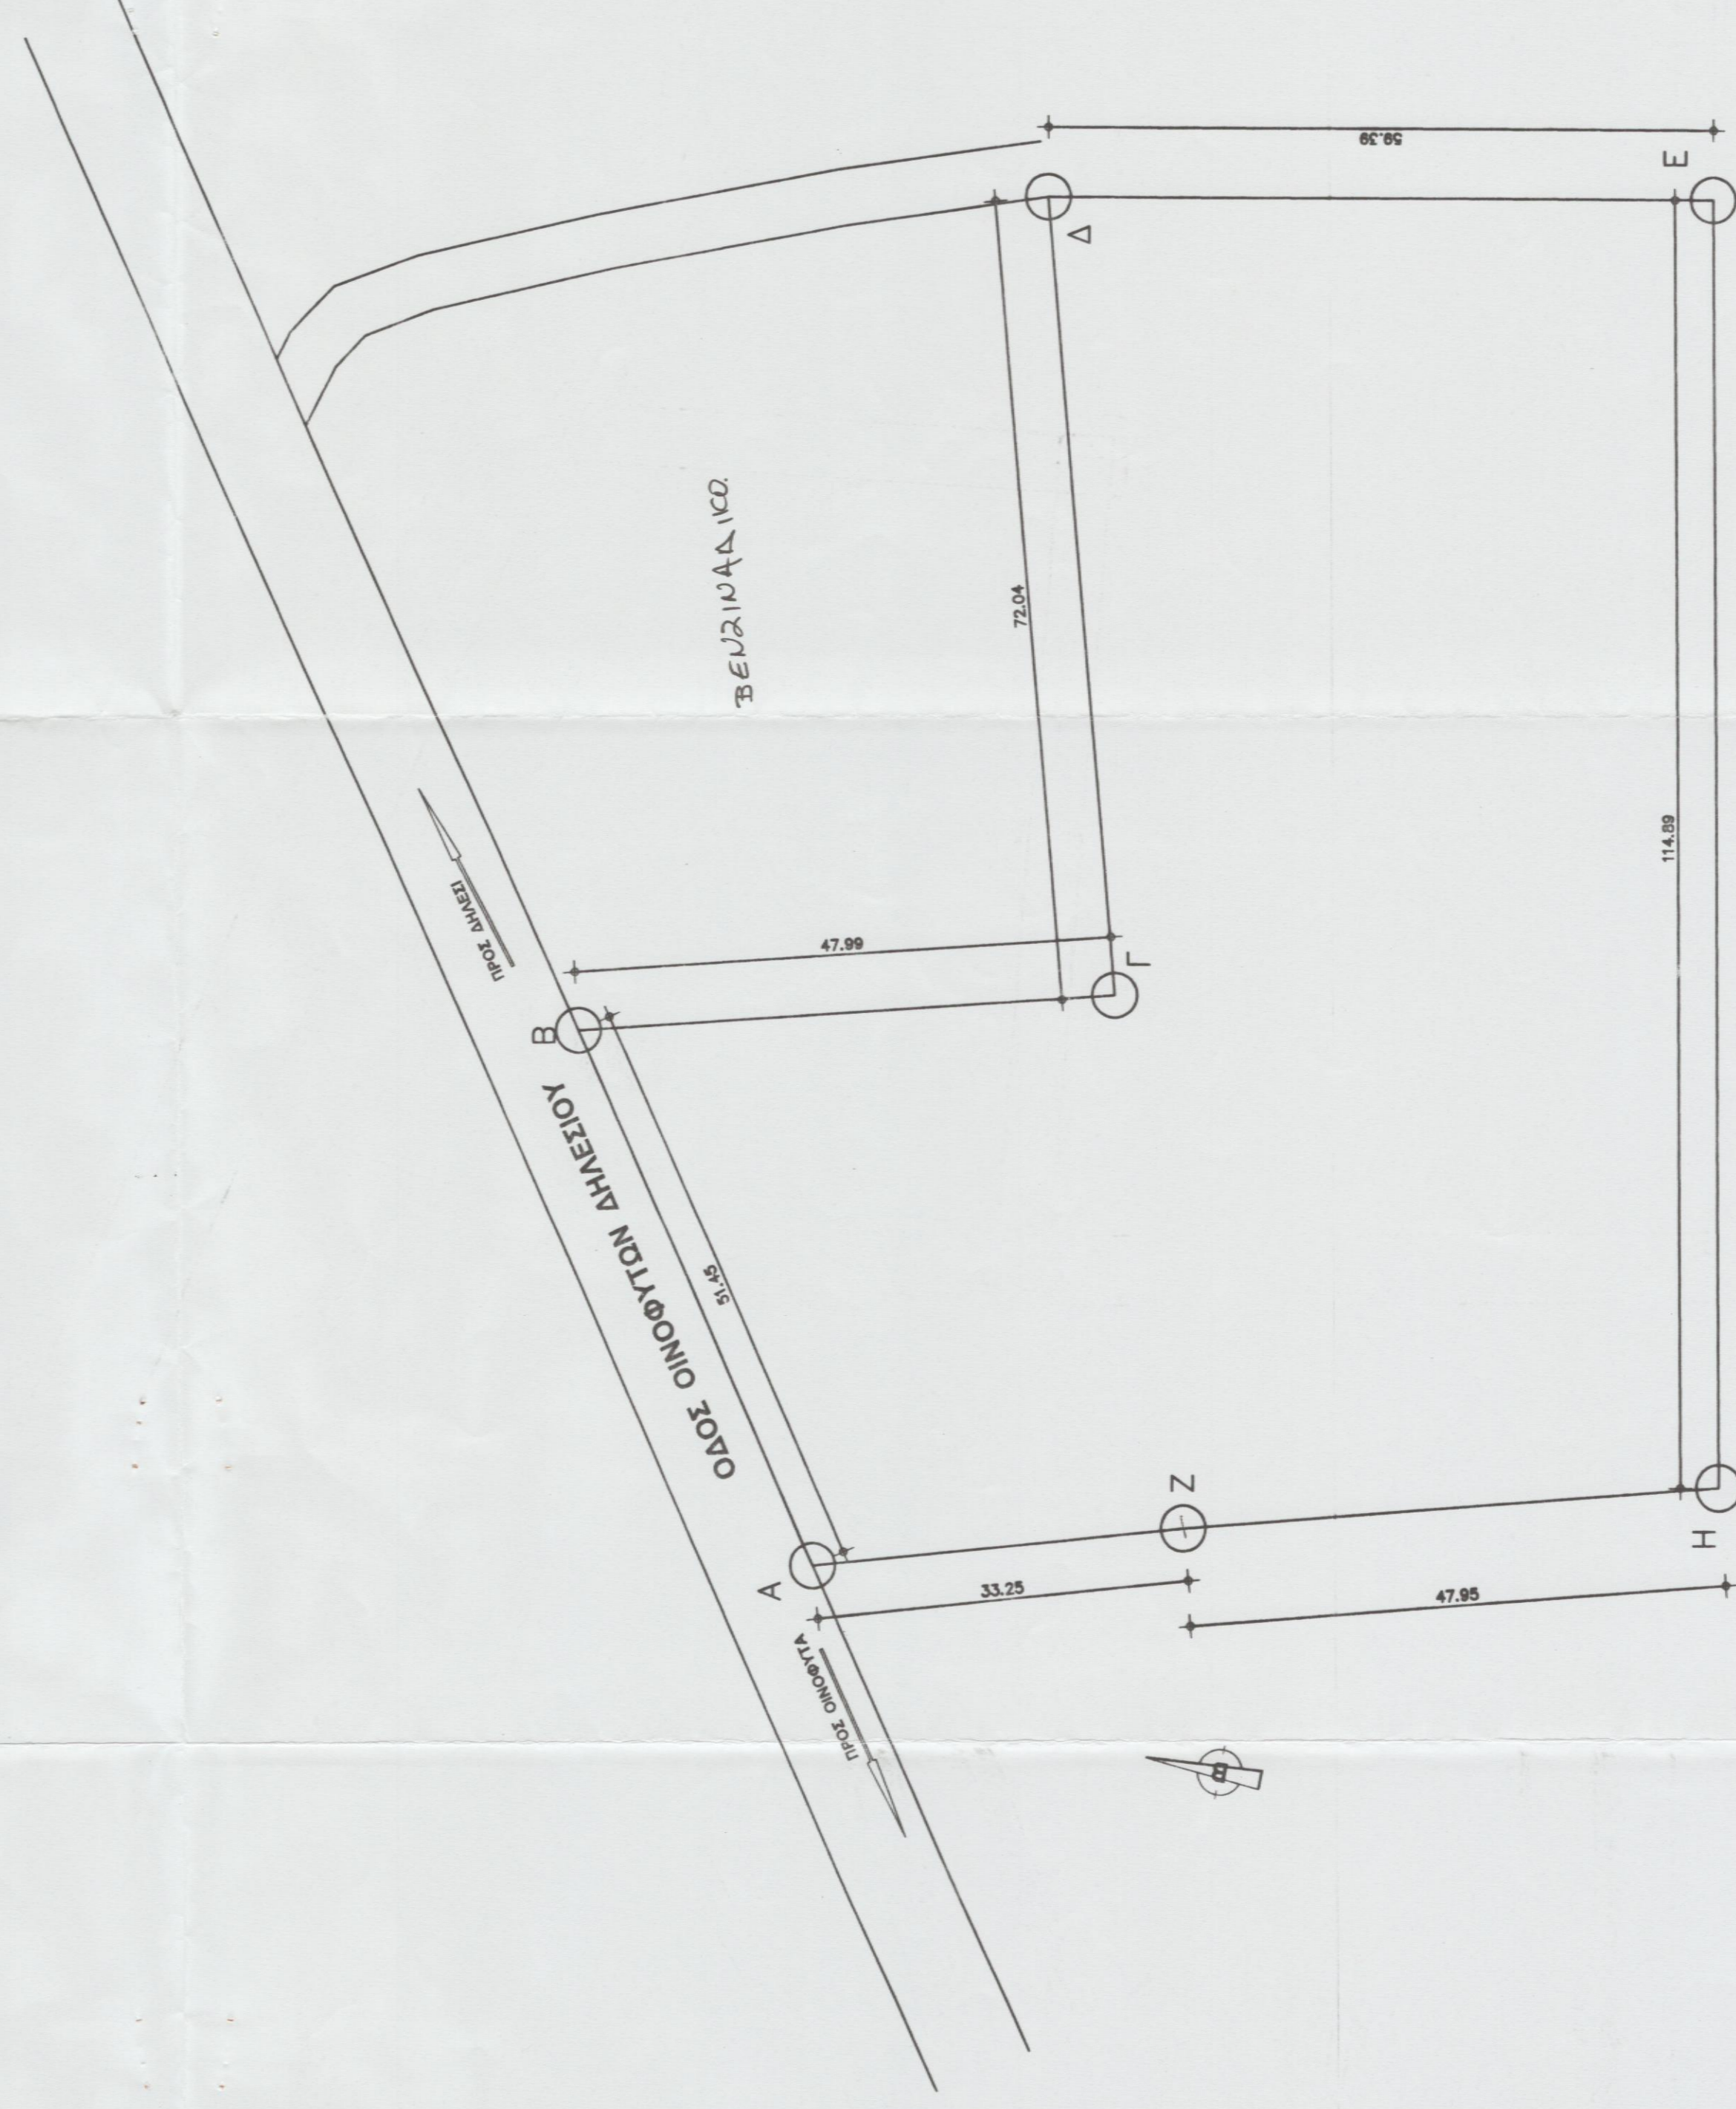 ΟΔΟΣ ΟΙΝΟΦΥΤΩΝ ΔΗΛΕΣΙΟΥ
ΠΡΟΣ ΟΙΝΟΦΥΤΑ
ΠΡΟΣ ΔΗΛΕΣΙ
ΒΕΝΖΙΝΑΔΙΚΟ.
Α
Β
Γ
Δ
Ε
Ζ
Η
51.45
47.99
72.04
59.39
114.89
33.25
47.95
Β